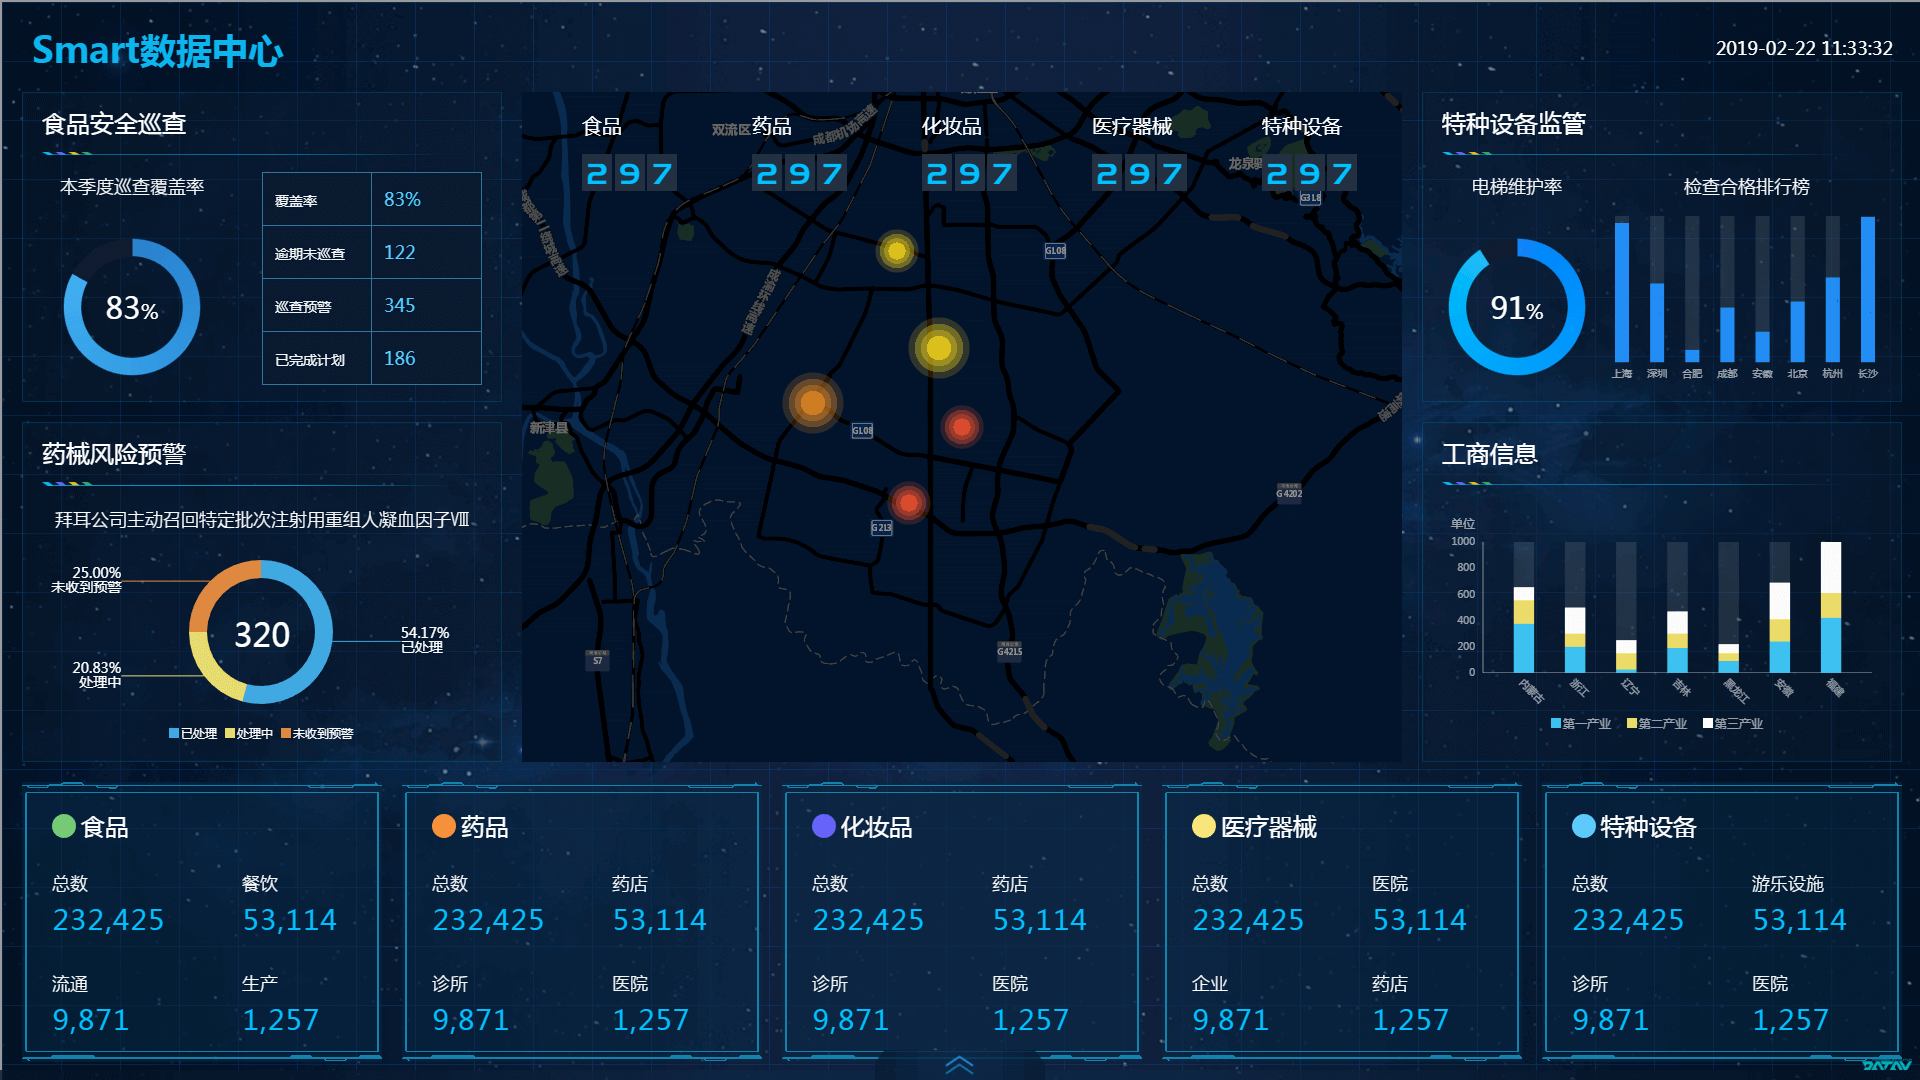 Smart数据中心
2019-02-22 11:33:32
食品安全巡查
本季度巡查覆盖率
83%
覆盖率 83%
逾期未巡查 122
巡查预警 345
已完成计划 186
药械风险预警
拜耳公司主动召回特定批次注射用重组人凝血因子Ⅷ
25.00%
未收到预警
320
54.17%
已处理
20.83%
处理中
已处理 处理中 未收到预警
食品 药品 化妆品 医疗器械 特种设备
297 297 297 297 297
双流区
成都机场高速
龙泉驿
G3L8
GL08
新津县
GL08
G4202
G2L3
G42L5
S7
特种设备监管
电梯维护率
91%
检查合格排行榜
上海 深圳 合肥 成都 安徽 北京 杭州 长沙
工商信息
单位
1000
800
600
400
200
0
内蒙古 浙江 辽宁 吉林 黑龙江 安徽 福建
第一产业 第二产业 第三产业
食品
总数 餐饮
232,425 53,114
流通 生产
9,871 1,257
药品
总数 药店
232,425 53,114
诊所 医院
9,871 1,257
化妆品
总数 药店
232,425 53,114
诊所 医院
9,871 1,257
医疗器械
总数 医院
232,425 53,114
企业 药店
9,871 1,257
特种设备
总数 游乐设施
232,425 53,114
诊所 医院
9,871 1,257
DATAV